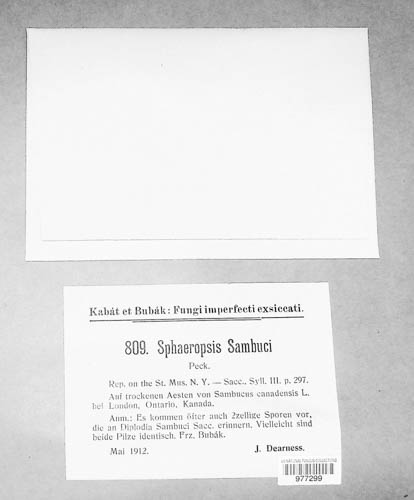 Kabát et Bubák: Fungi imperfecti exsiccati.
809. Sphaeropsis Sambuci
Peck.
Rep. on the St. Mus. N. Y. — Sacc., Syll. III. p. 297.
Auf trockenen Aesten von Sambucus canadensis L.
bei London, Ontario, Kanada.
Anm.: Es kommen öfter auch 2zellige Sporen vor,
die an Diplodia Sambuci Sacc. erinnern. Vielleicht sind
beide Pilze identisch. Frz. Bubák.
Mai 1912. J. Dearness.
977299